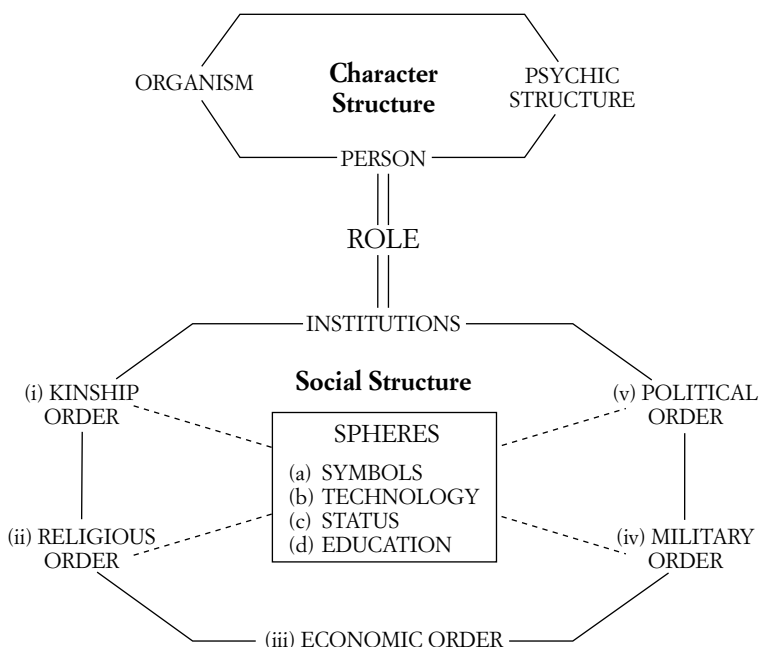 ORGANISM
Character
Structure
PSYCHIC
STRUCTURE
PERSON
ROLE
INSTITUTIONS
Social Structure
(i) KINSHIP
ORDER
(v) POLITICAL
ORDER
SPHERES
(a) SYMBOLS
(b) TECHNOLOGY
(c) STATUS
(d) EDUCATION
(ii) RELIGIOUS
ORDER
(iv) MILITARY
ORDER
(iii) ECONOMIC ORDER